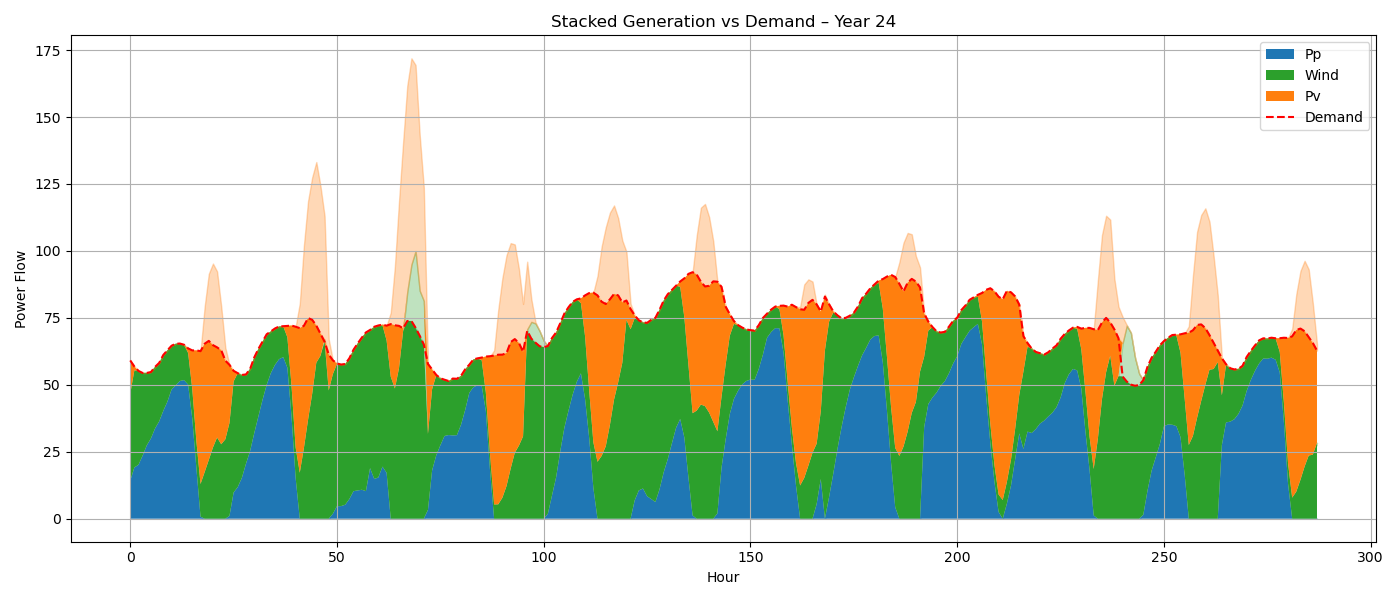 Stacked Generation vs Demand – Year 24
Power Flow
175
150
125
100
75
50
25
0
0
50
100
150
200
250
300
Hour
Pp
Wind
Pv
Demand